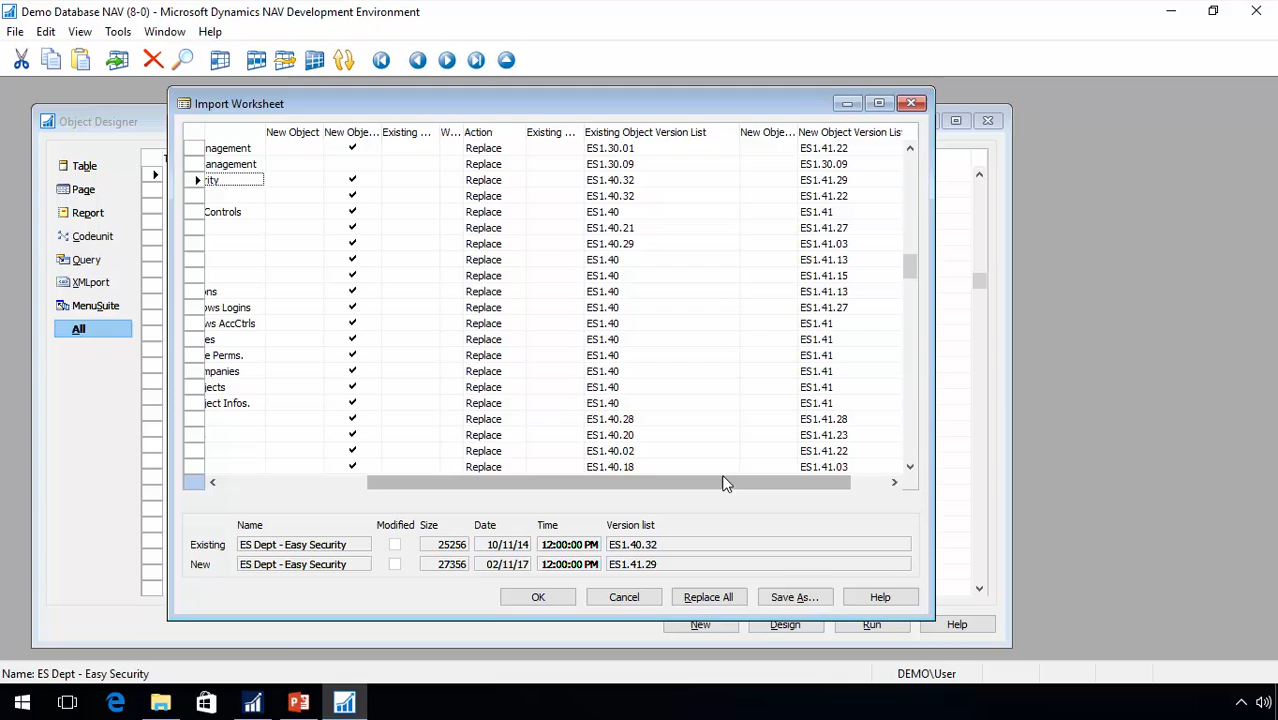 Demo Database NAV (8-0) - Microsoft Dynamics NAV Development Environment
File Edit View Tools Window Help
Object Designer
Table
Page
Report
Codeunit
Query
XMLport
MenuSuite
All
New Design Run Help
Import Worksheet
New Object New Obje... Existing ... W... Action Existing ... Existing Object Version List New Obje... New Object Version List
nagement Replace ES1.30.01 ES1.41.22
anagement Replace ES1.30.09 ES1.30.09
ity Replace ES1.40.32 ES1.41.29
Replace ES1.40.32 ES1.41.22
Controls Replace ES1.40 ES1.41
Replace ES1.40.21 ES1.41.27
Replace ES1.40.29 ES1.41.03
Replace ES1.40 ES1.41.13
Replace ES1.40 ES1.41.15
ons Replace ES1.40 ES1.41.13
ows Logins Replace ES1.40 ES1.41.27
ws AccCtrls Replace ES1.40 ES1.41
es Replace ES1.40 ES1.41
e Perms. Replace ES1.40 ES1.41
mpanies Replace ES1.40 ES1.41
jects Replace ES1.40 ES1.41
ject Infos. Replace ES1.40 ES1.41
Replace ES1.40.28 ES1.41.28
Replace ES1.40.20 ES1.41.23
Replace ES1.40.02 ES1.41.22
Replace ES1.40.18 ES1.41.03
Name Modified Size Date Time Version list
Existing ES Dept - Easy Security 25256 10/11/14 12:00:00 PM ES1.40.32
New ES Dept - Easy Security 27356 02/11/17 12:00:00 PM ES1.41.29
OK Cancel Replace All Save As... Help
Name: ES Dept - Easy Security DEMO\User